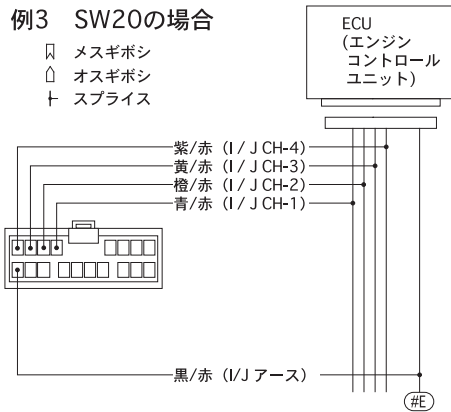 例3 SW20の場合
メスギボシ
オスギボシ
スプライス
ECU
(エンジン
コントロール
ユニット)
紫/赤 (I/J CH-4)
黄/赤 (I/J CH-3)
橙/赤 (I/J CH-2)
青/赤 (I/J CH-1)
黒/赤 (I/J アース)
#E